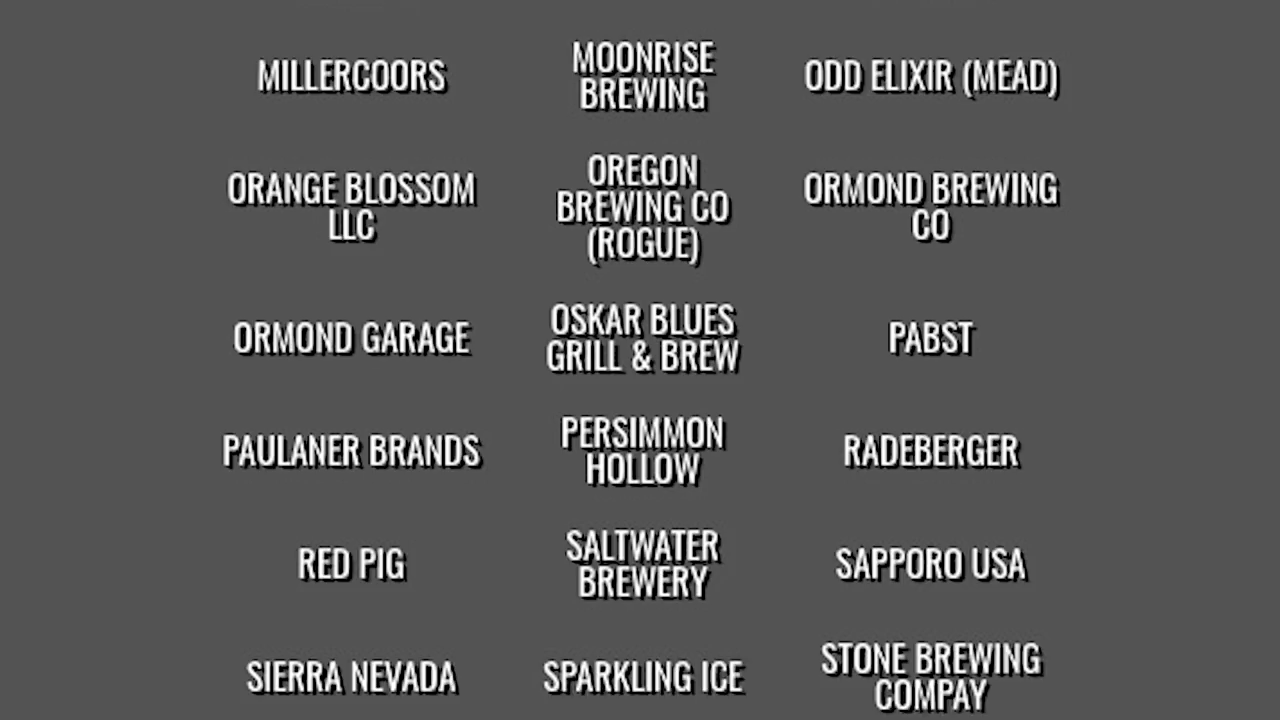 MILLERCOORS
MOONRISE
BREWING
ODD ELIXIR (MEAD)
ORANGE BLOSSOM
LLC
OREGON
BREWING CO
(ROGUE)
ORMOND BREWING
CO
ORMOND GARAGE
OSKAR BLUES
GRILL & BREW
PABST
PAULANER BRANDS
PERSIMMON
HOLLOW
RADEBERGER
RED PIG
SALTWATER
BREWERY
SAPPORO USA
SIERRA NEVADA
SPARKLING ICE
STONE BREWING
COMPAY